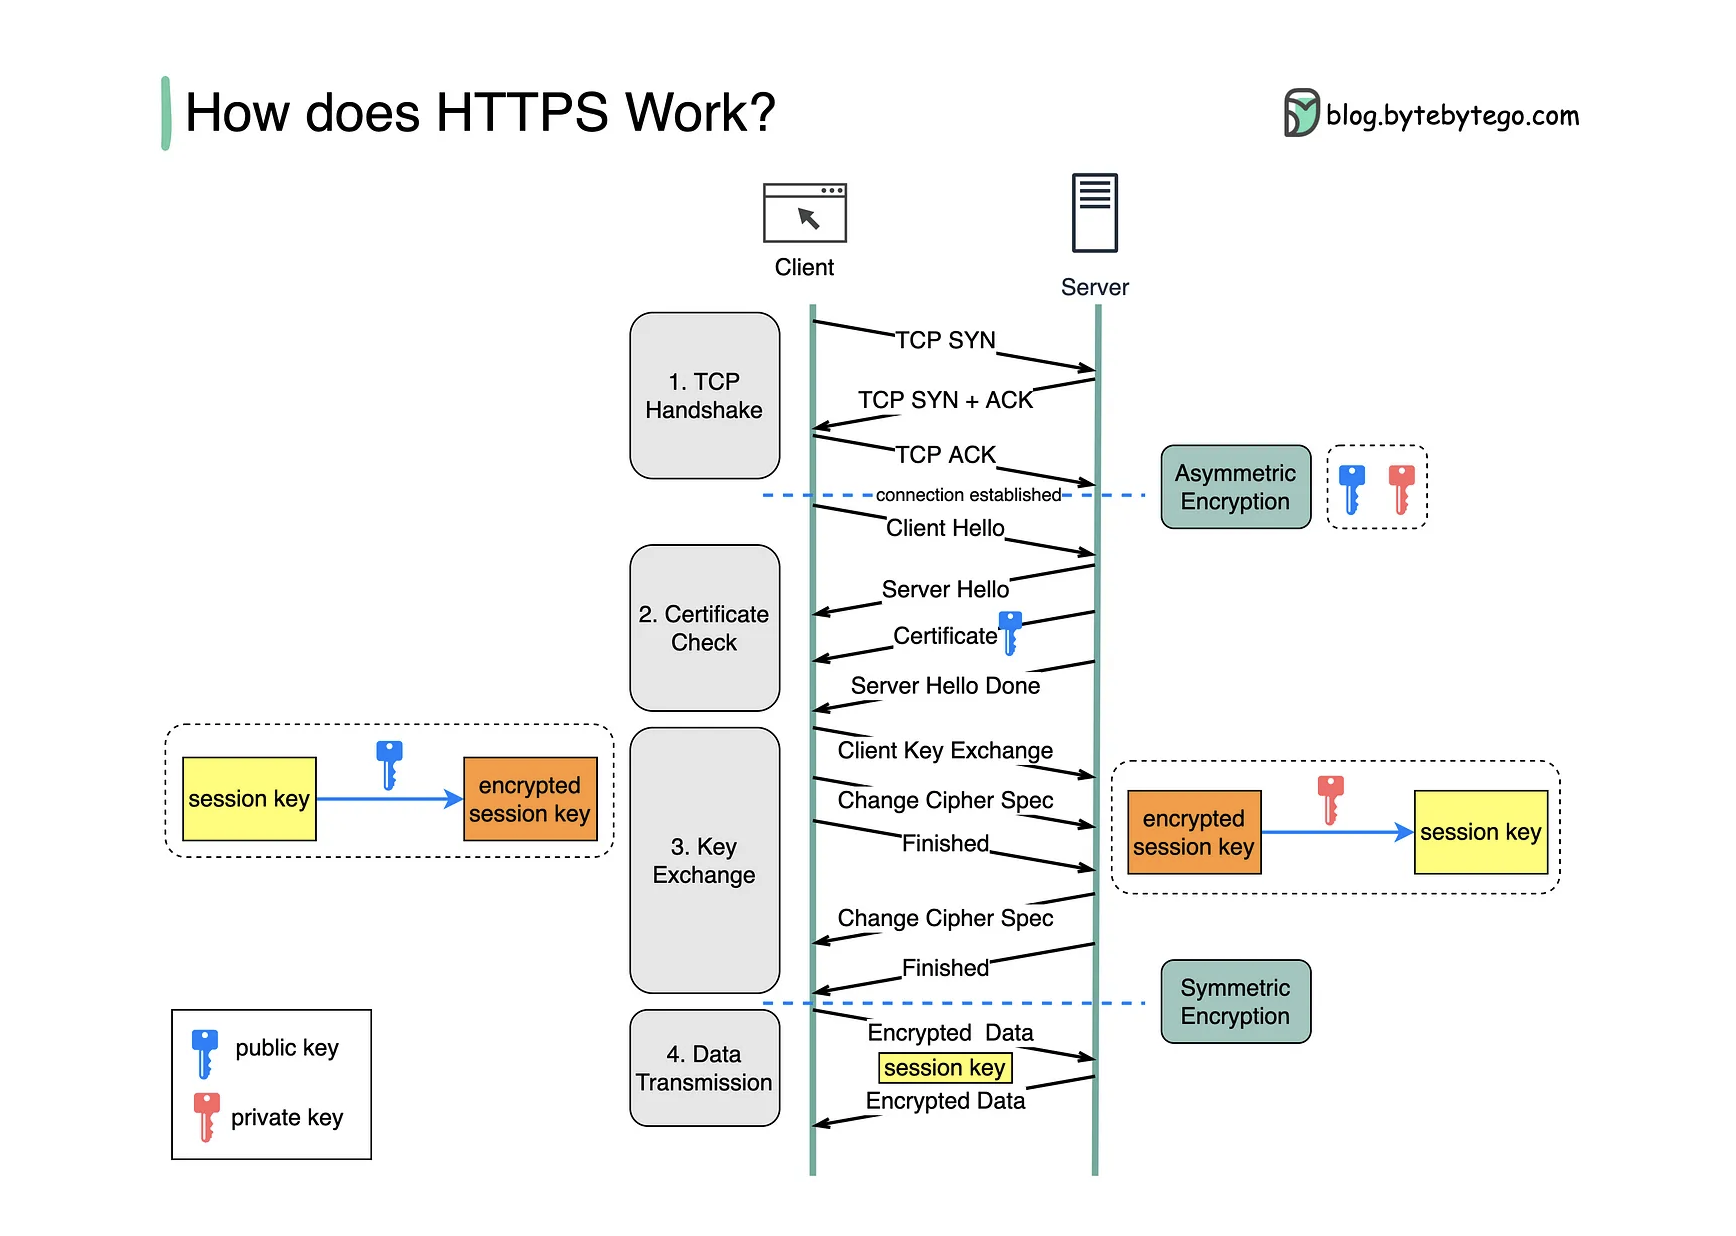 How does HTTPS Work?
blog.bytebytego.com
Client
Server
1. TCP
Handshake
TCP SYN
TCP SYN + ACK
TCP ACK
connection established
Asymmetric
Encryption
Client Hello
2. Certificate
Check
Server Hello
Certificate
Server Hello Done
session key
encrypted
session key
3. Key
Exchange
Client Key Exchange
Change Cipher Spec
Finished
Change Cipher Spec
Finished
encrypted
session key
session key
Symmetric
Encryption
4. Data
Transmission
Encrypted  Data
session key
Encrypted Data
public key
private key